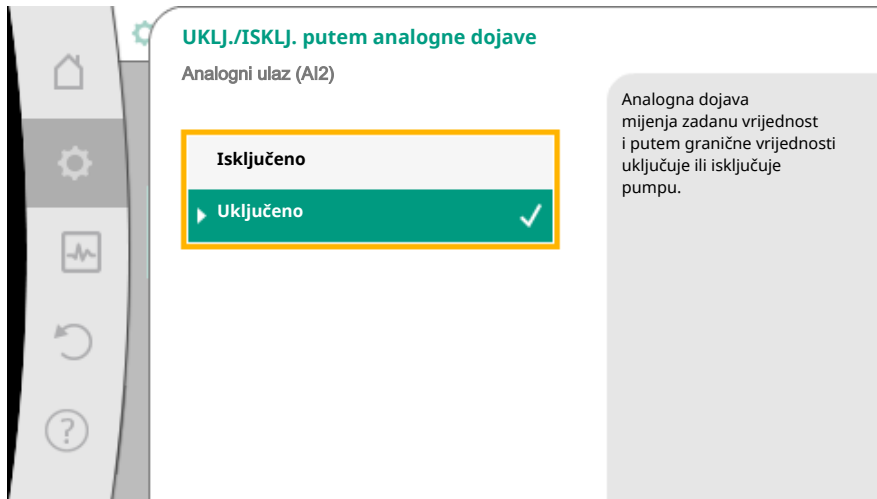 UKLJ./ISKLJ. putem analogne dojave
Analogni ulaz (AI2)
Isključeno
Uključeno
Analogna dojava
mijenja zadanu vrijednost
i putem granične vrijednosti
uključuje ili isključuje
pumpu.